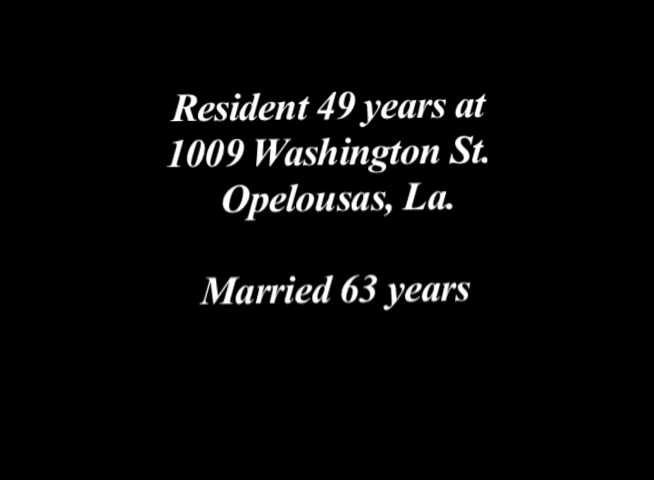 Resident 49 years at
1009 Washington St.
Opelousas, La.
Married 63 years